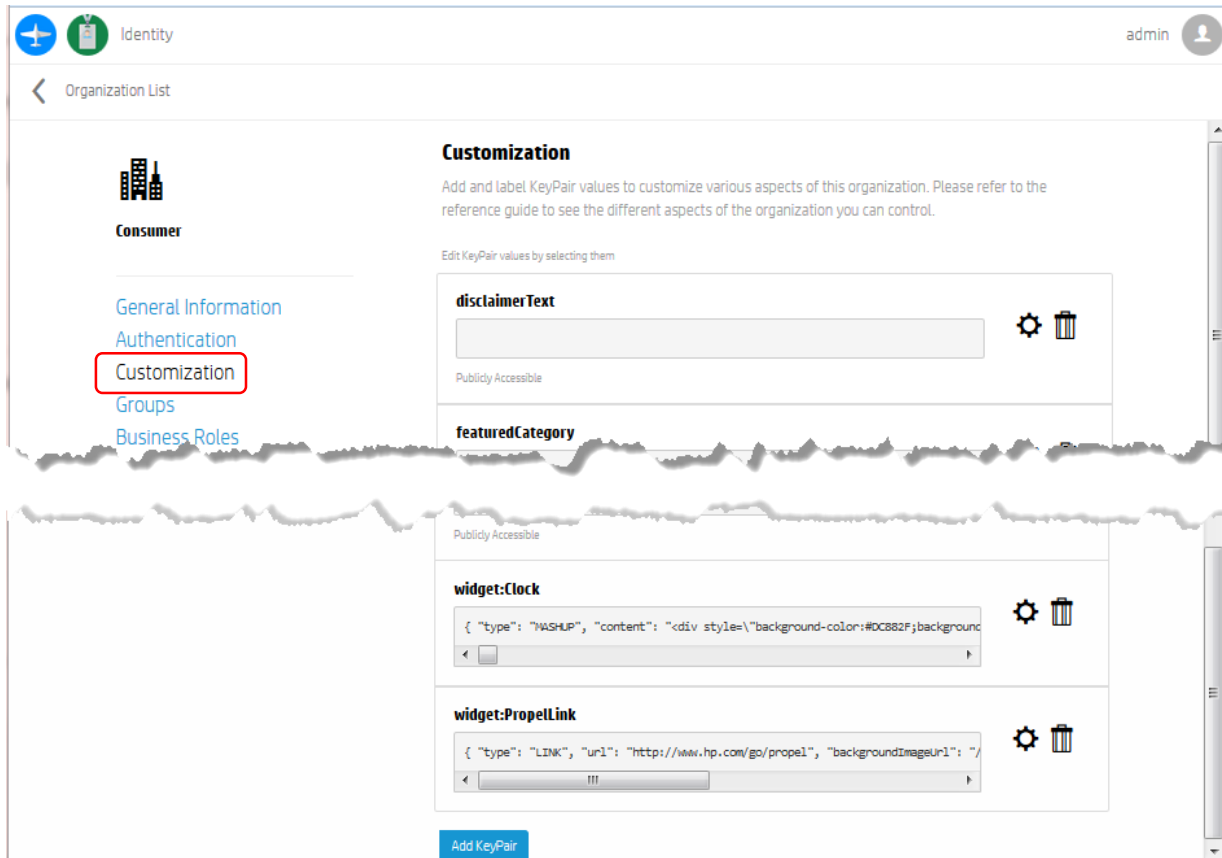 Identity
admin
Organization List
Consumer
General Information
Authentication
Customization
Groups
Business Roles
Customization
Add and label KeyPair values to customize various aspects of this organization. Please refer to the
reference guide to see the different aspects of the organization you can control.
Edit KeyPair values by selecting them
disclaimerText
Publicly Accessible
featuredCategory
Publicly Accessible
widget:Clock
{ "type": "MASHUP", "content": "<div style=\"background-color:#DC882F;background
widget:PropelLink
{ "type": "LINK", "url": "http://www.hp.com/go/propel", "backgroundImageUrl": "/
Add KeyPair